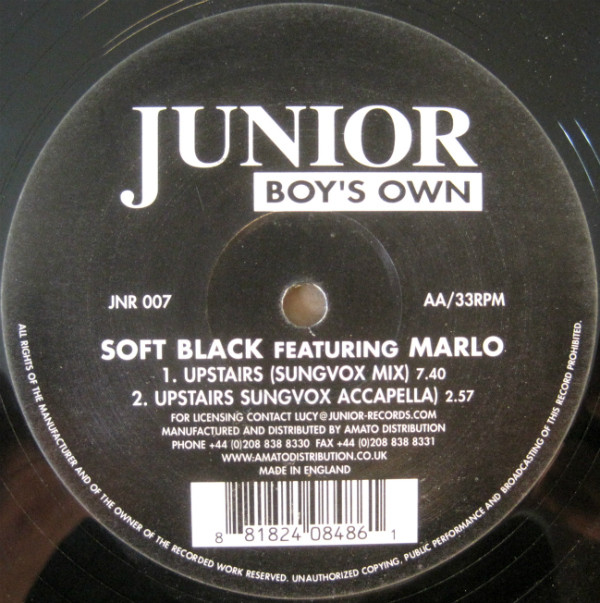 JUNIOR
BOY'S OWN
JNR 007
AA/33RPM
SOFT BLACK FEATURING MARLO
1. UPSTAIRS (SUNGVOX MIX) 7.40
2. UPSTAIRS SUNGVOX ACCAPELLA) 2.57
FOR LICENSING CONTACT LUCY@JUNIOR-RECORDS.COM
MANUFACTURED AND DISTRIBUTED BY AMATO DISTRIBUTION
PHONE +44 (0)208 838 8330 FAX +44 (0)208 838 8331
WWW.AMATODISTRIBUTION.CO.UK
MADE IN ENGLAND
8 81824 08486 1
ALL RIGHTS OF THE MANUFACTURER AND OF THE OWNER OF THE RECORDED WORK RESERVED. UNAUTHORIZED COPYING, PUBLIC PERFORMANCE AND BROADCASTING OF THIS RECORD PROHIBITED.